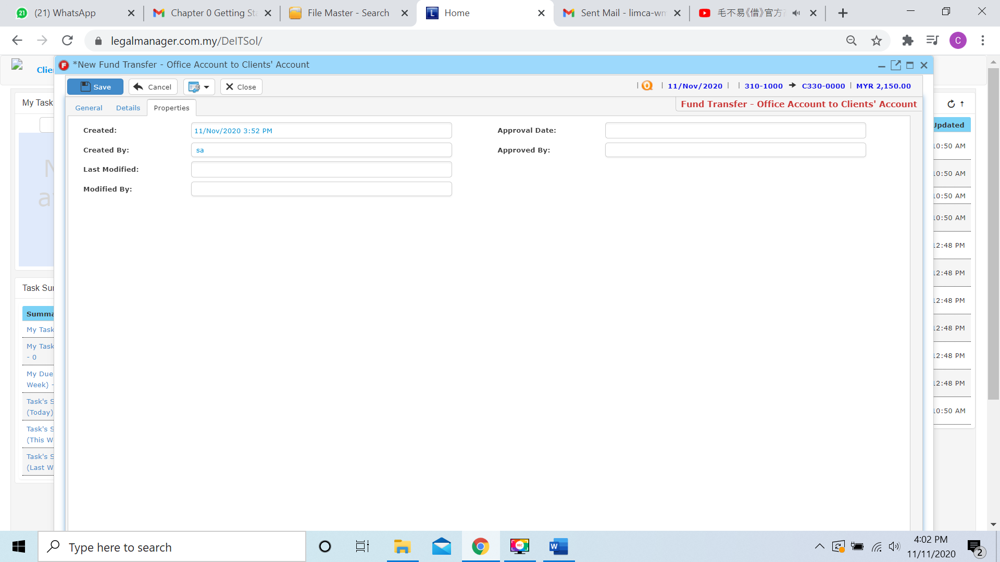 (21) WhatsApp
Chapter 0 Getting Sta
File Master - Search
Home
Sent Mail - limca-wm
毛不易《借》官方
legalmanager.com.my/DeITSol/
C
Clie
*New Fund Transfer - Office Account to Clients' Account
Save
Cancel
Close
| | 11/Nov/2020 | | 310-1000 → C330-0000 | MYR 2,150.00
General
Details
Properties
Fund Transfer - Office Account to Clients' Account
Created:
11/Nov/2020 3:52 PM
Approval Date:
Created By:
sa
Approved By:
Last Modified:
Modified By:
My Task
Task Su
Summa
My Task
My Task
- 0
My Due
Week) -
Task's S
(Today)
Task's S
(This W
Task's S
(Last W
Updated
10:50 AM
10:50 AM
10:50 AM
10:50 AM
12:48 PM
12:48 PM
12:48 PM
12:48 PM
12:48 PM
12:48 PM
10:50 AM
Type here to search
4:02 PM
11/11/2020
2